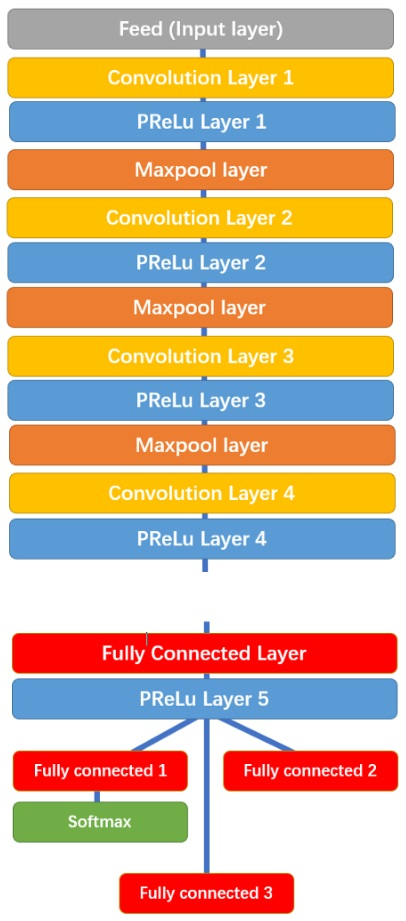 Feed (Input layer)
Convolution Layer 1
PReLu Layer 1
Maxpool layer
Convolution Layer 2
PReLu Layer 2
Maxpool layer
Convolution Layer 3
PReLu Layer 3
Maxpool layer
Convolution Layer 4
PReLu Layer 4
Fully Connected Layer
PReLu Layer 5
Fully connected 1
Fully connected 2
Softmax
Fully connected 3